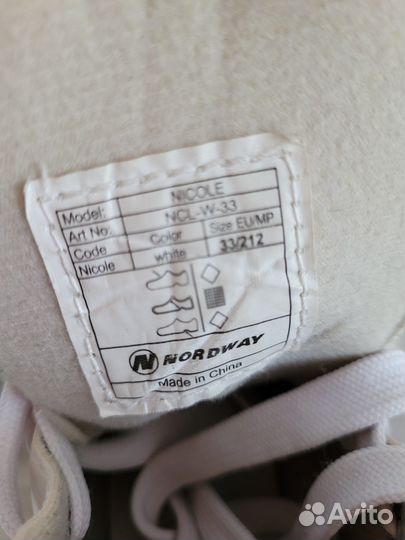 Model: NICOLE
Art No: NCL-W-33
Code Color Size EU/MP
Nicole white 33/212
N NORDWAY
Made in China
Avito